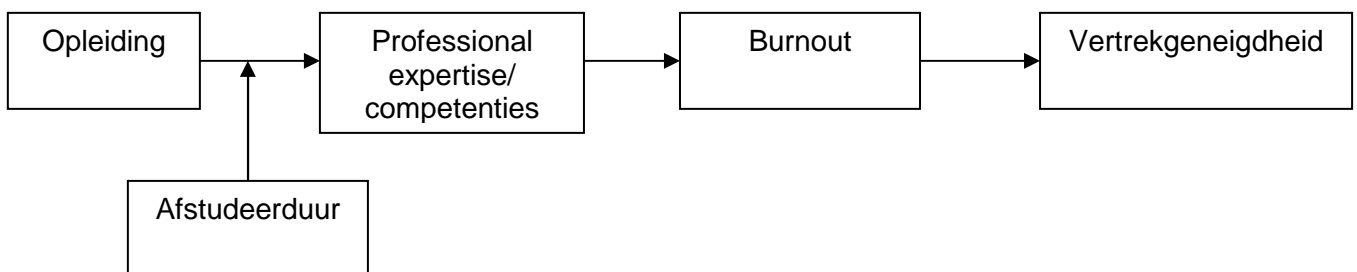 Opleiding
Professional
expertise/
competenties
Burnout
Vertrekgeneigdheid
Afstudeerduur